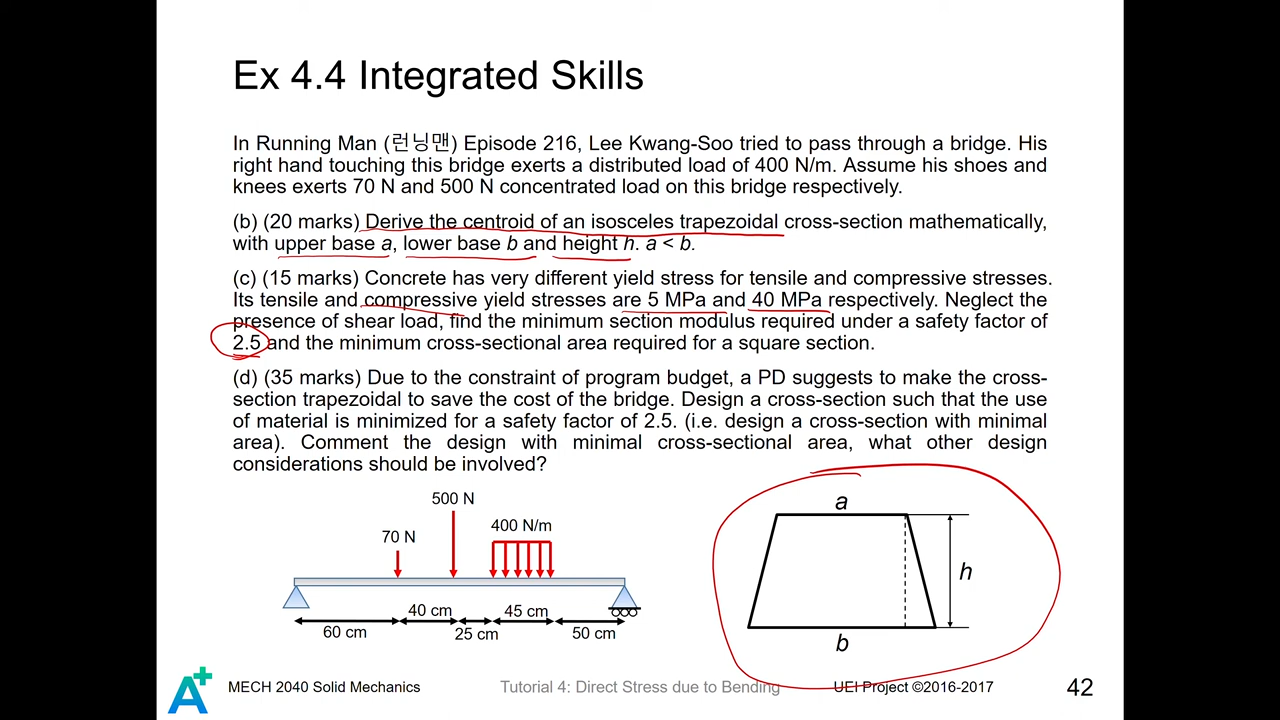 Ex 4.4 Integrated Skills
In Running Man (런닝맨) Episode 216, Lee Kwang-Soo tried to pass through a bridge. His
right hand touching this bridge exerts a distributed load of 400 N/m. Assume his shoes and
knees exerts 70 N and 500 N concentrated load on this bridge respectively.
(b) (20 marks) Derive the centroid of an isosceles trapezoidal cross-section mathematically,
with upper base a, lower base b and height h. a < b.
(c) (15 marks) Concrete has very different yield stress for tensile and compressive stresses.
Its tensile and compressive yield stresses are 5 MPa and 40 MPa respectively. Neglect the
presence of shear load, find the minimum section modulus required under a safety factor of
2.5 and the minimum cross-sectional area required for a square section.
(d) (35 marks) Due to the constraint of program budget, a PD suggests to make the cross-
section trapezoidal to save the cost of the bridge. Design a cross-section such that the use
of material is minimized for a safety factor of 2.5. (i.e. design a cross-section with minimal
area). Comment the design with minimal cross-sectional area, what other design
considerations should be involved?
500 N
70 N
400 N/m
40 cm
45 cm
60 cm
25 cm
50 cm
a
h
b
A+
MECH 2040 Solid Mechanics
Tutorial 4: Direct Stress due to Bending
UEI Project ©2016-2017
42